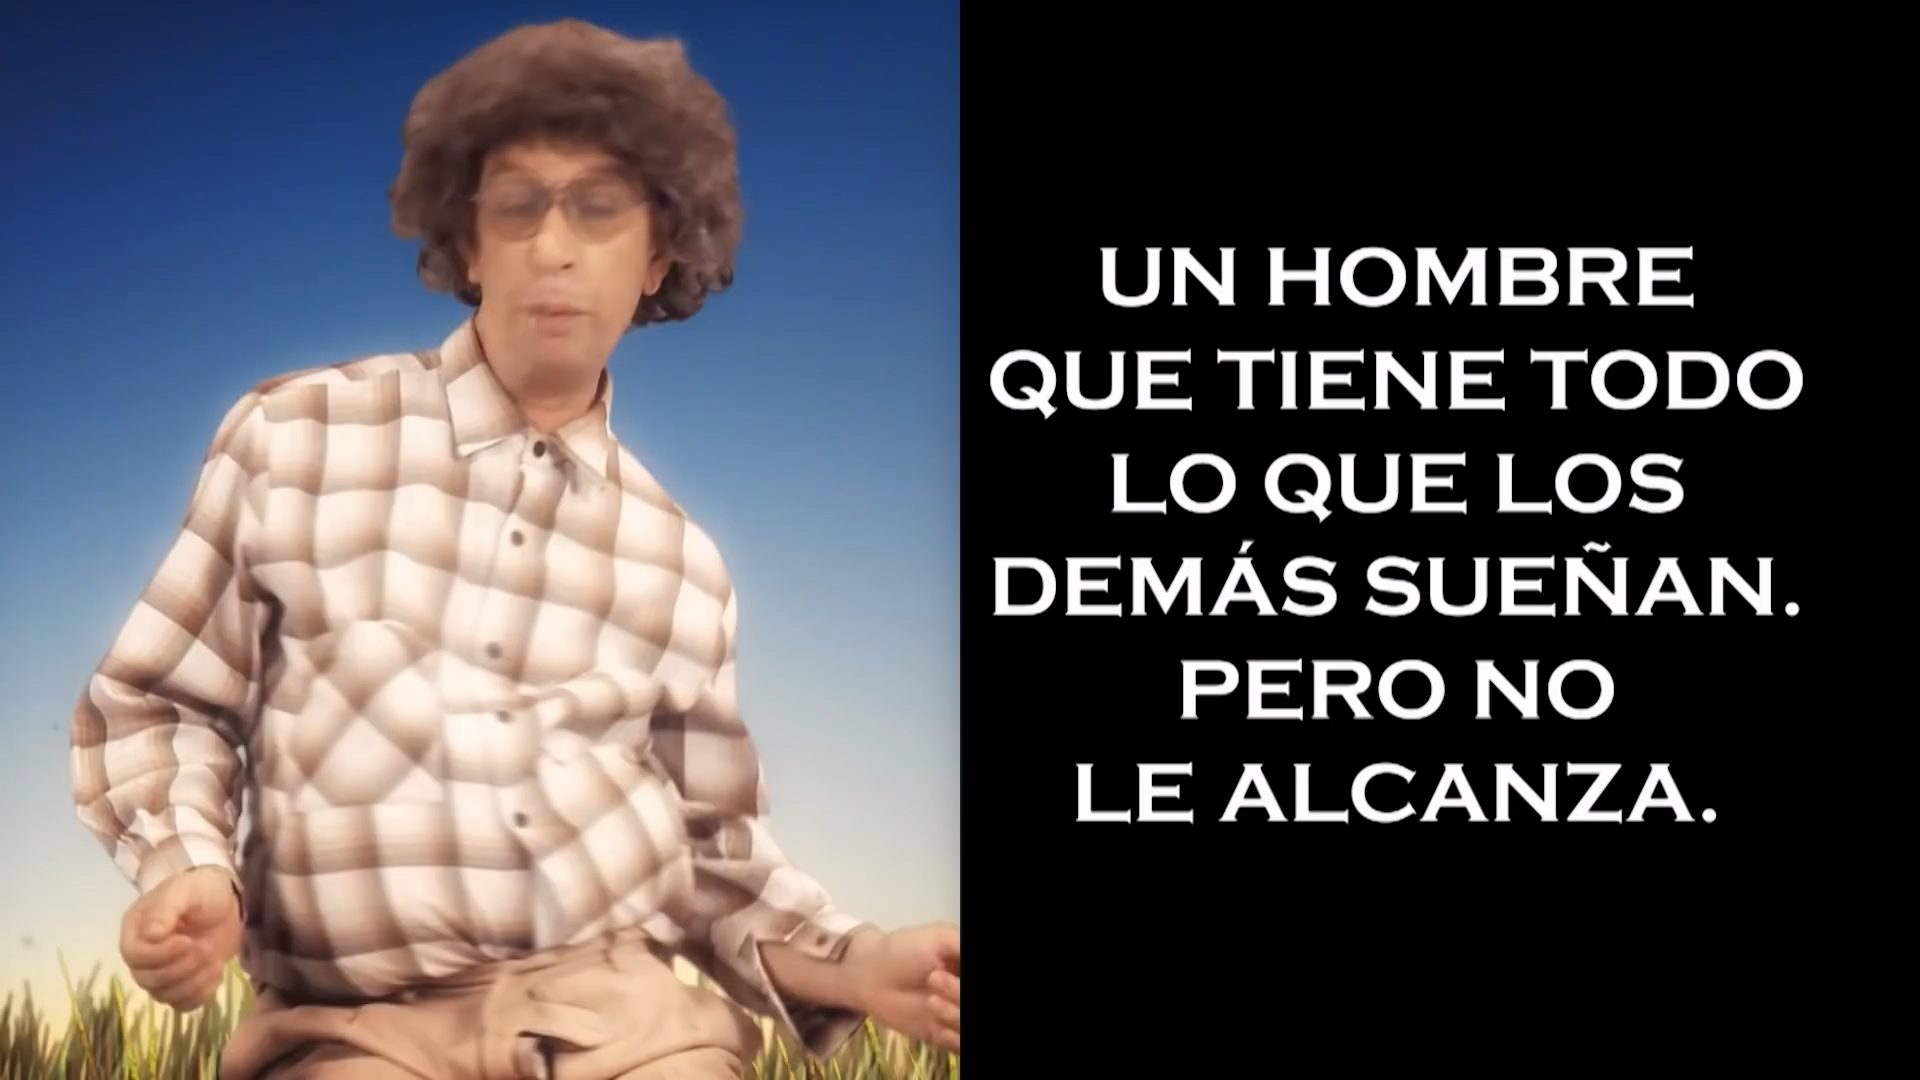 UN HOMBRE
QUE TIENE TODO
LO QUE LOS
DEMÁS SUEÑAN.
PERO NO
LE ALCANZA.